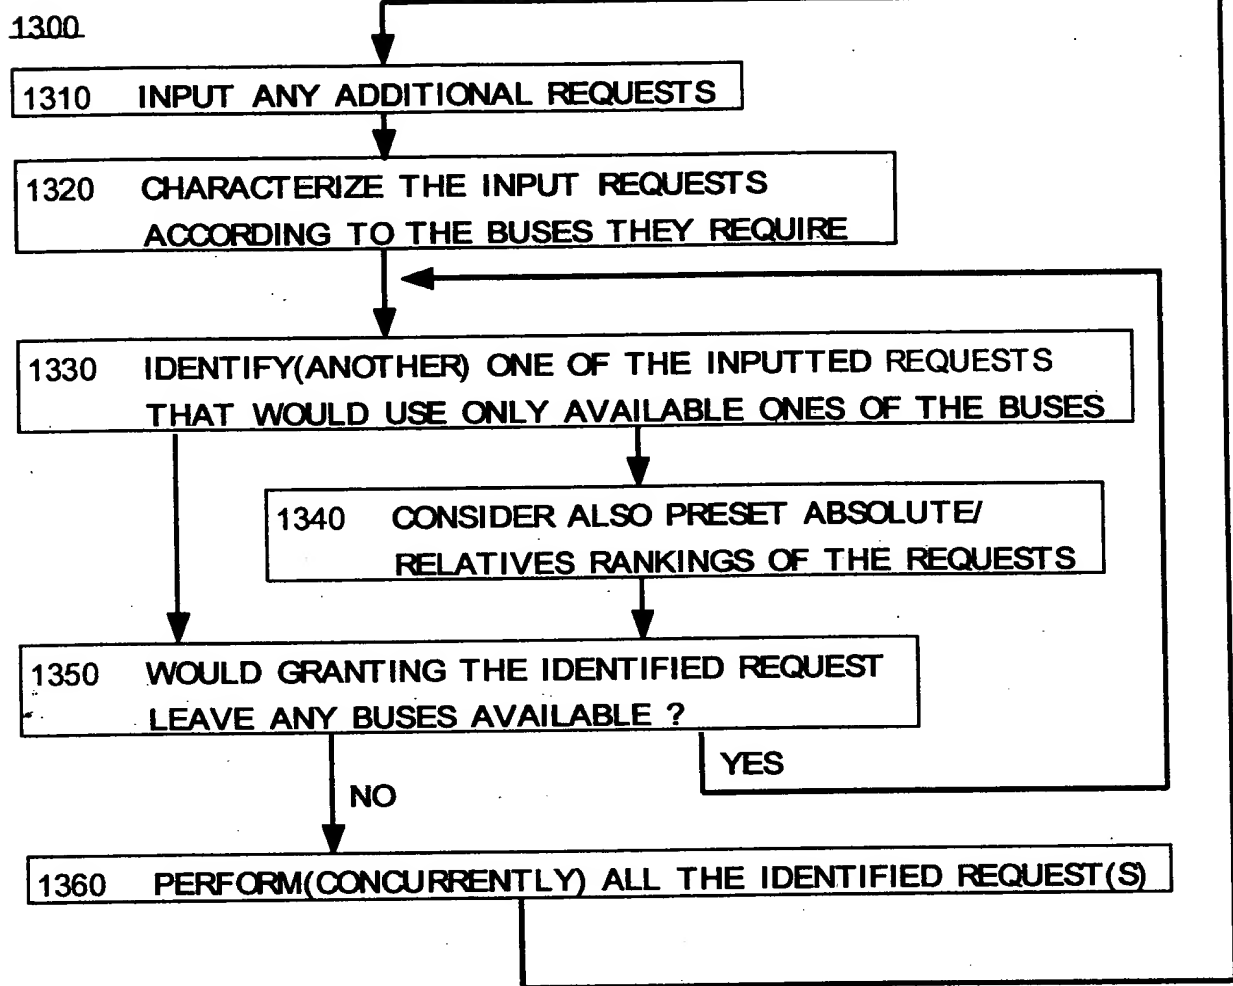 1300
1310 INPUT ANY ADDITIONAL REQUESTS
1320 CHARACTERIZE THE INPUT REQUESTS
ACCORDING TO THE BUSES THEY REQUIRE
1330 IDENTIFY(ANOTHER) ONE OF THE INPUTTED REQUESTS
THAT WOULD USE ONLY AVAILABLE ONES OF THE BUSES
1340 CONSIDER ALSO PRESET ABSOLUTE/
RELATIVES RANKINGS OF THE REQUESTS
1350 WOULD GRANTING THE IDENTIFIED REQUEST
LEAVE ANY BUSES AVAILABLE ?
YES
NO
1360 PERFORM(CONCURRENTLY) ALL THE IDENTIFIED REQUEST(S)